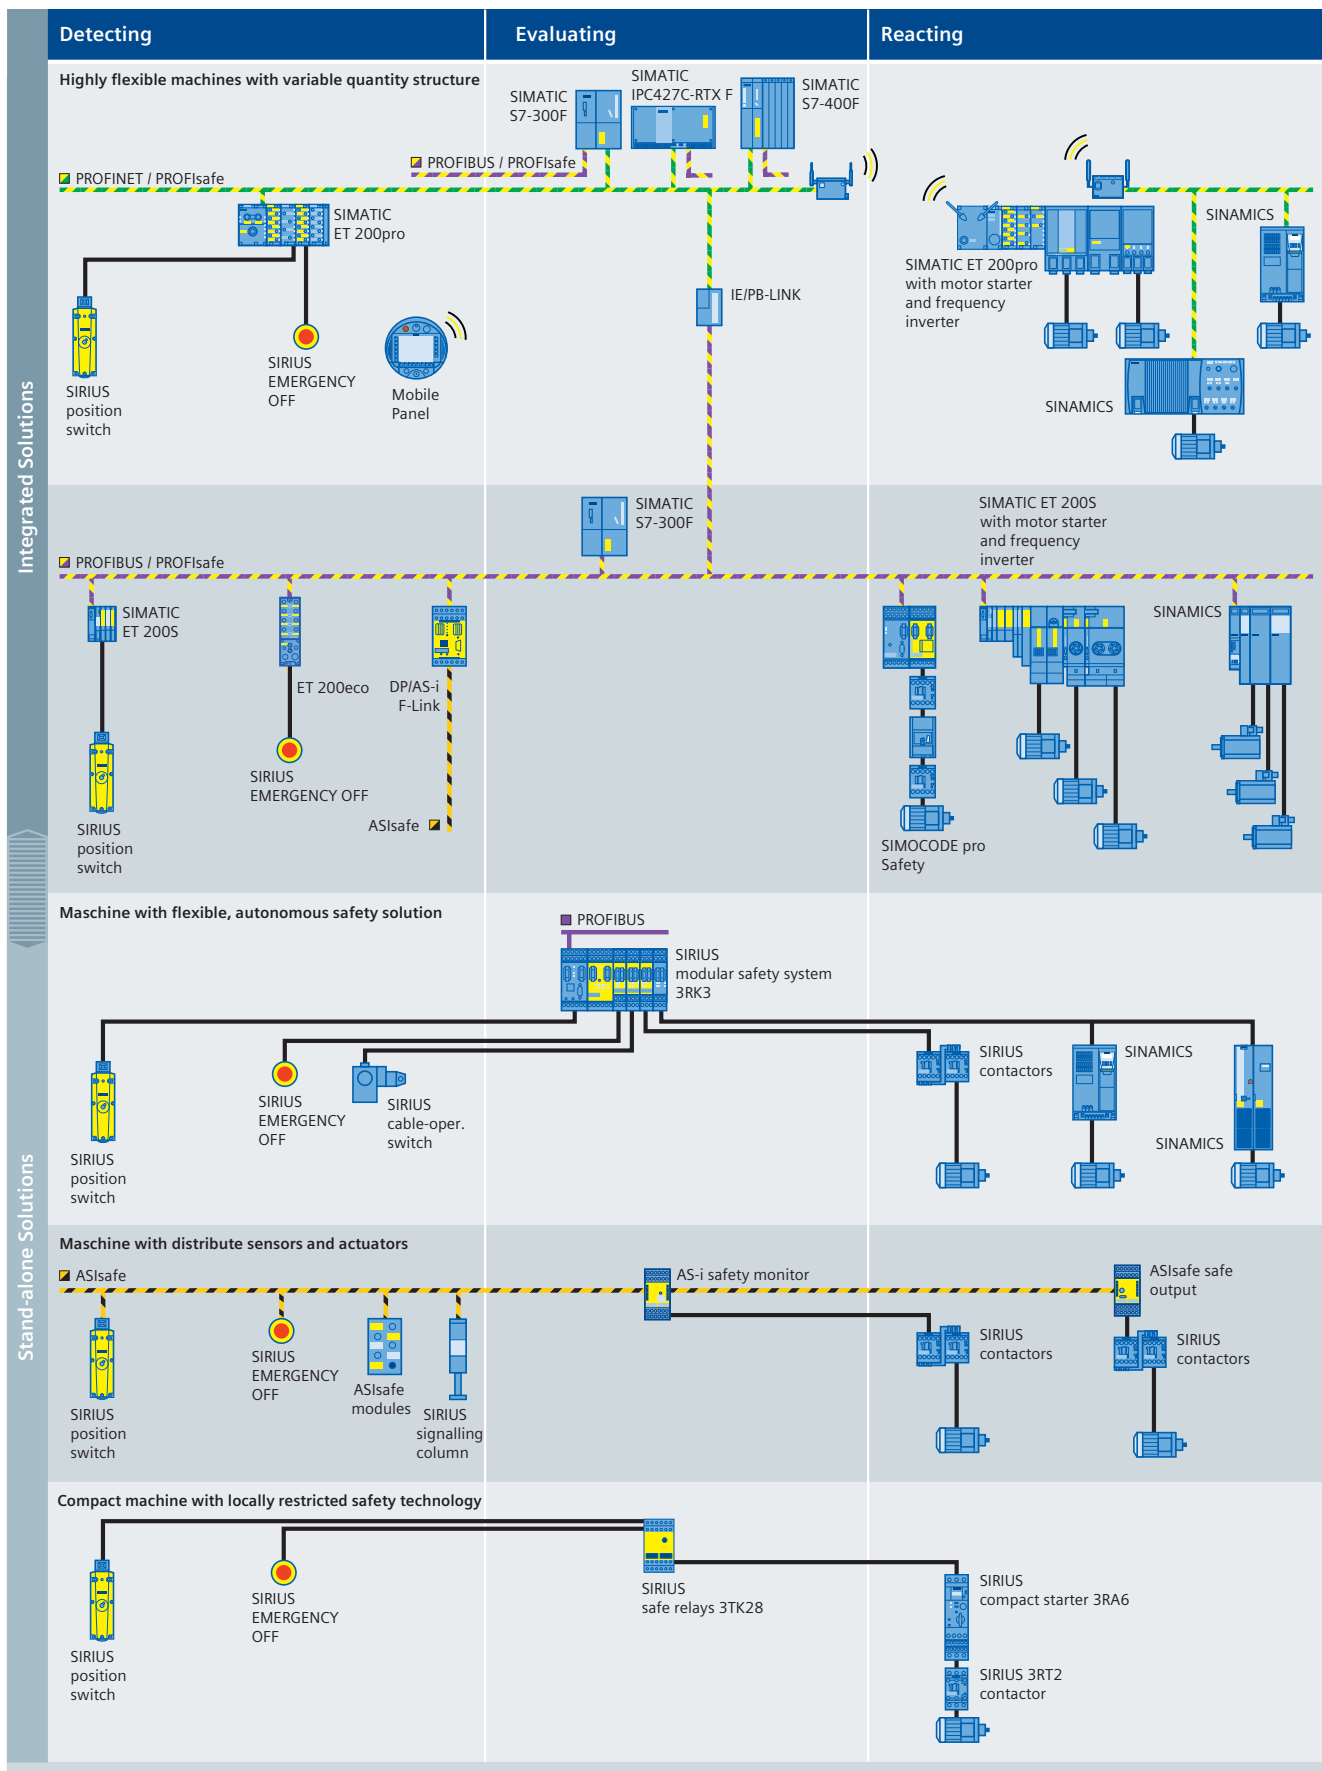 Detecting
Evaluating
Reacting
Integrated Solutions
Stand-alone Solutions
Highly flexible machines with variable quantity structure
SIMATIC
S7-300F
SIMATIC
IPC427C-RTX F
SIMATIC
S7-400F
PROFIBUS / PROFIsafe
PROFINET / PROFIsafe
SIMATIC
ET 200pro
SIRIUS
position
switch
SIRIUS
EMERGENCY
OFF
Mobile
Panel
IE/PB-LINK
SIMATIC ET 200pro
with motor starter
and frequency
inverter
SINAMICS
SINAMICS
SIMATIC
S7-300F
SIMATIC ET 200S
with motor starter
and frequency
inverter
PROFIBUS / PROFIsafe
SIMATIC
ET 200S
ET 200eco
DP/AS-i
F-Link
SIRIUS
EMERGENCY OFF
ASIsafe
SIRIUS
position
switch
SINAMICS
SIMOCODE pro
Safety
Maschine with flexible, autonomous safety solution
PROFIBUS
SIRIUS
modular safety system
3RK3
SIRIUS
position
switch
SIRIUS
EMERGENCY
OFF
SIRIUS
cable-oper.
switch
SIRIUS
contactors
SINAMICS
SINAMICS
Maschine with distribute sensors and actuators
ASIsafe
AS-i safety monitor
ASIsafe safe
output
SIRIUS
position
switch
SIRIUS
EMERGENCY
OFF
ASIsafe
modules
SIRIUS
signalling
column
SIRIUS
contactors
SIRIUS
contactors
Compact machine with locally restricted safety technology
SIRIUS
position
switch
SIRIUS
EMERGENCY
OFF
SIRIUS
safe relays 3TK28
SIRIUS
compact starter 3RA6
SIRIUS 3RT2
contactor